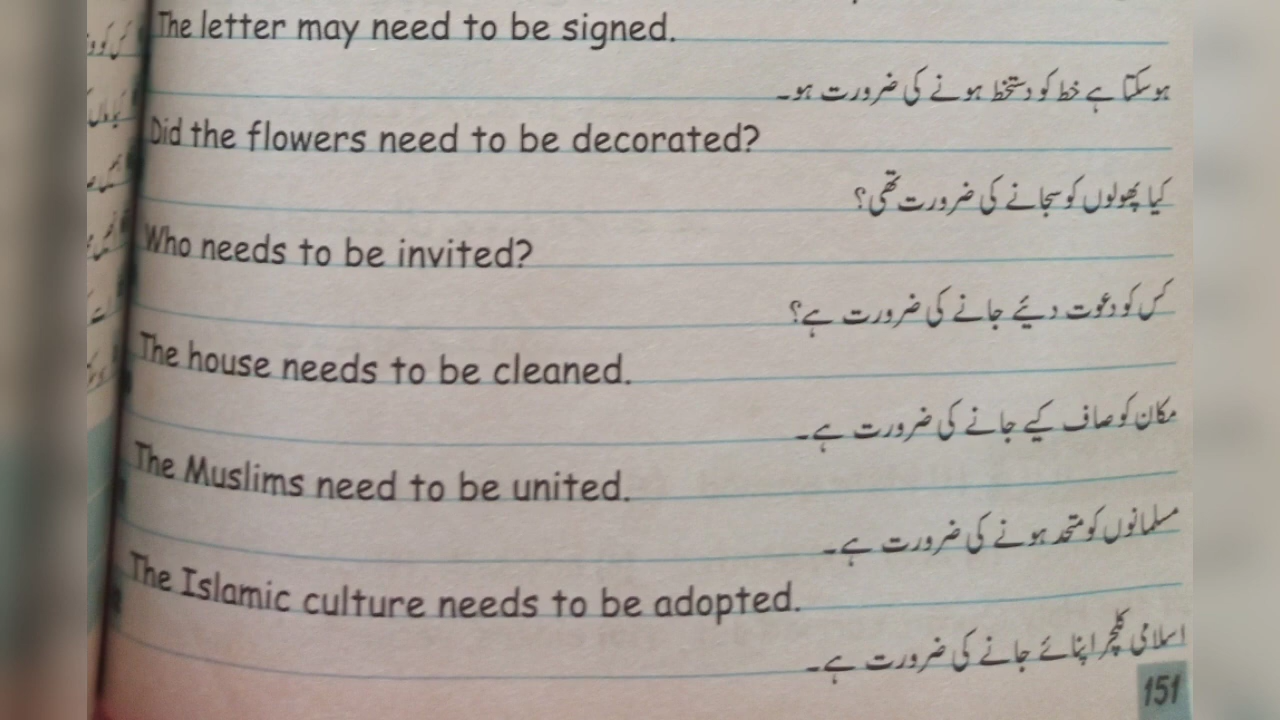 The letter may need to be signed.
ہوسکتا ہے خط کو دستخط ہونے کی ضرورت ہو۔
Did the flowers need to be decorated?
کیا پھولوں کو سجانے کی ضرورت تھی؟
Who needs to be invited?
کس کو دعوت دیئے جانے کی ضرورت ہے؟
The house needs to be cleaned.
مکان کو صاف کیے جانے کی ضرورت ہے۔
The Muslims need to be united.
مسلمانوں کو متحد ہونے کی ضرورت ہے۔
The Islamic culture needs to be adopted.
اسلامی کلچر اپنائے جانے کی ضرورت ہے۔
151